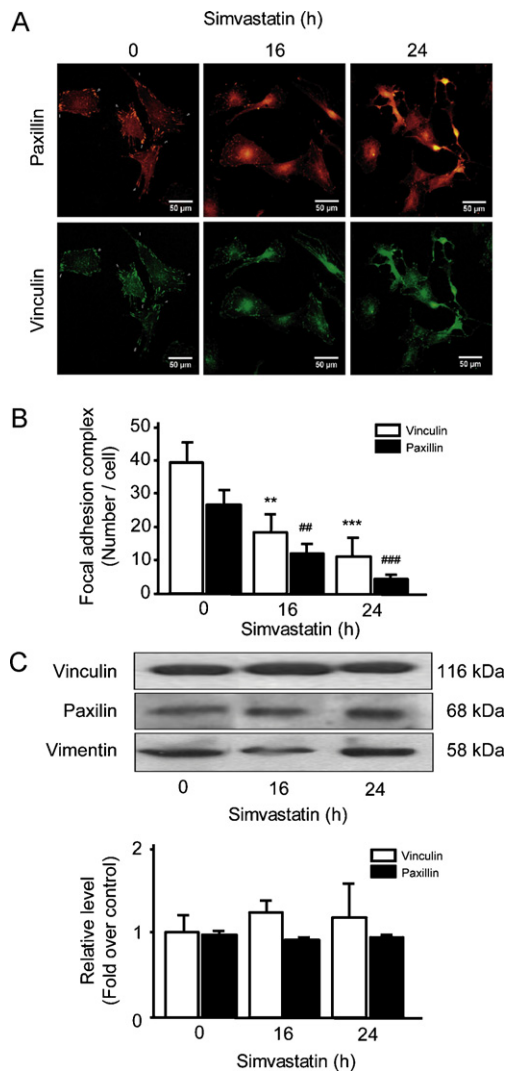 A
Simvastatin (h)
0 16 24
Paxillin
50 µm 50 µm 50 µm
Vinculin
50 µm 50 µm 50 µm
B
Focal adhesion complex
(Number / cell)
50
40
30
20
10
0
Vinculin
Paxillin
** ## *** ###
0 16 24
Simvastatin (h)
C
Vinculin 116 kDa
Paxilin 68 kDa
Vimentin 58 kDa
0 16 24
Simvastatin (h)
Relative level
(Fold over control)
2
1
0
Vinculin
Paxillin
0 16 24
Simvastatin (h)